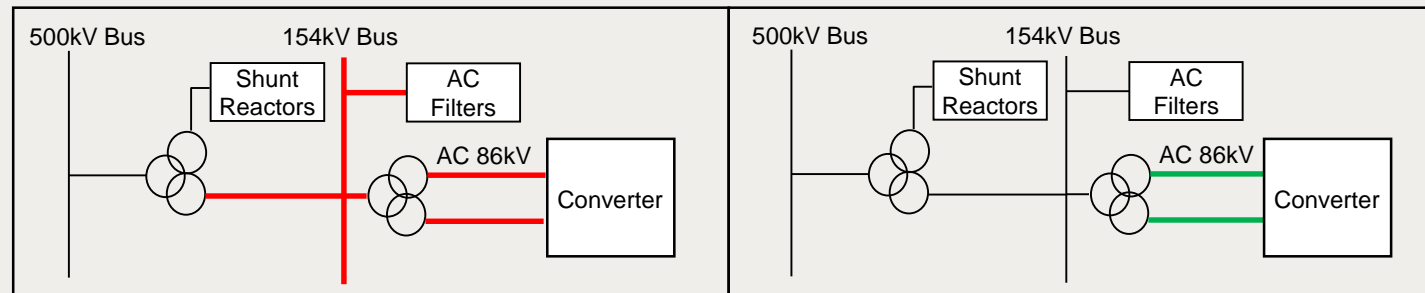 500kV Bus
154kV Bus
Shunt
Reactors
AC
Filters
AC 86kV
Converter
500kV Bus
154kV Bus
Shunt
Reactors
AC
Filters
AC 86kV
Converter